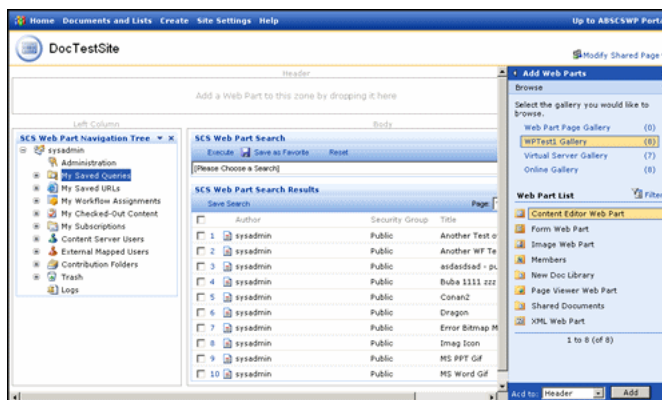 Home Documents and Lists Create Site Settings Help Up to ABSCSWP Porta
DocTestSite
Modify Shared Page
Header
Add a Web Part to this zone by dropping it here
Left Column
Body
SCS Web Part Navigation Tree
sysadmin
Administration
My Saved Queries
My Saved URLs
My Workflow Assignments
My Checked-Out Content
My Subscriptions
Content Server Users
External Mapped Users
Contribution Folders
Trash
Logs
SCS Web Part Search
Execute Save as Favorite Reset
[Please Choose a Search]
SCS Web Part Search Results
Save Search Page:
Author Security Group Title
1 sysadmin Public Another Test o
2 sysadmin Public Another WF Te
3 sysadmin Public asdasdsad - pu
4 sysadmin Public Buba 1111 zzz
5 sysadmin Public Conan2
6 sysadmin Public Dragon
7 sysadmin Public Error Bitmap M
8 sysadmin Public Imag Icon
9 sysadmin Public MS PPT Gif
10 sysadmin Public MS Word Gif
Add Web Parts
Browse
Select the gallery you would like to
browse.
Web Part Page Gallery (0)
WPTest1 Gallery (8)
Virtual Server Gallery (7)
Online Gallery (8)
Web Part List Filter
Content Editor Web Part
Form Web Part
Image Web Part
Members
New Doc Library
Page Viewer Web Part
Shared Documents
XML Web Part
1 to 8 (of 8)
Add to: Header Add